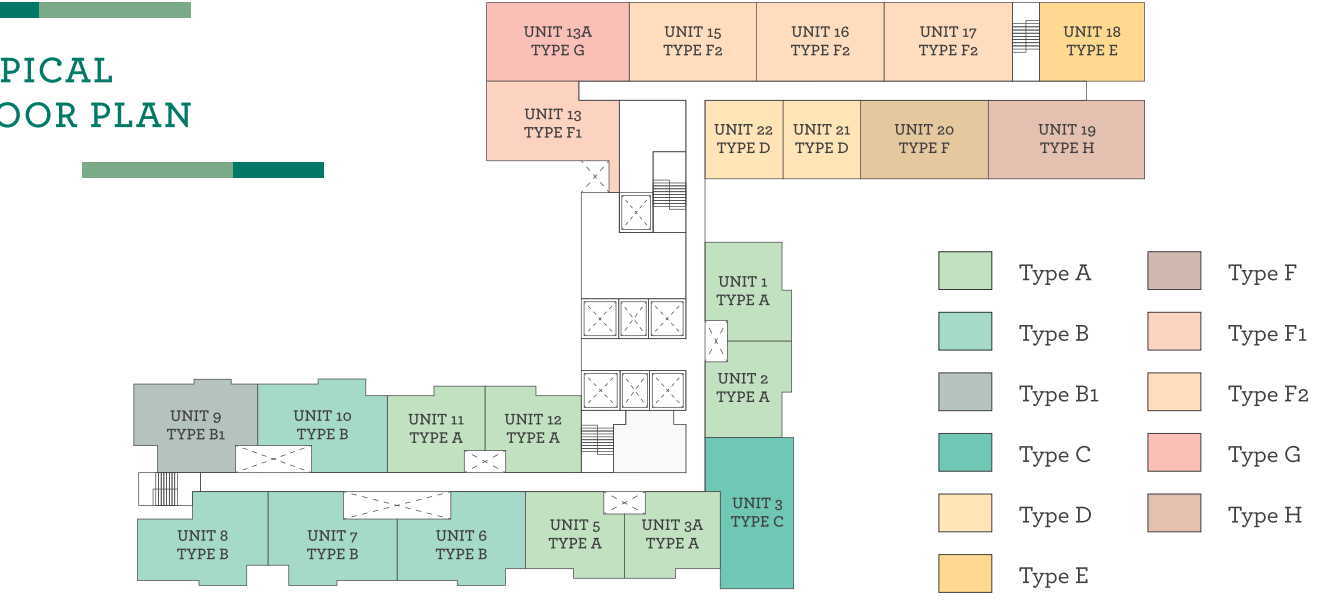 PICAL
OOR PLAN
UNIT 13A
TYPE G
UNIT 15
TYPE F2
UNIT 16
TYPE F2
UNIT 17
TYPE F2
UNIT 18
TYPE E
UNIT 13
TYPE F1
UNIT 22
TYPE D
UNIT 21
TYPE D
UNIT 20
TYPE F
UNIT 19
TYPE H
UNIT 1
TYPE A
UNIT 2
TYPE A
UNIT 9
TYPE B1
UNIT 10
TYPE B
UNIT 11
TYPE A
UNIT 12
TYPE A
UNIT 3
TYPE C
UNIT 8
TYPE B
UNIT 7
TYPE B
UNIT 6
TYPE B
UNIT 5
TYPE A
UNIT 3A
TYPE A
Type A
Type B
Type B1
Type C
Type D
Type E
Type F
Type F1
Type F2
Type G
Type H